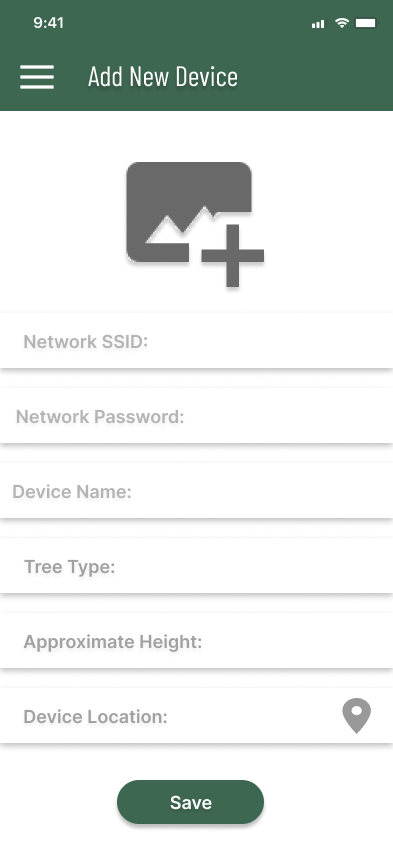 9:41
Add New Device
Network SSID:
Network Password:
Device Name:
Tree Type:
Approximate Height:
Device Location:
Save